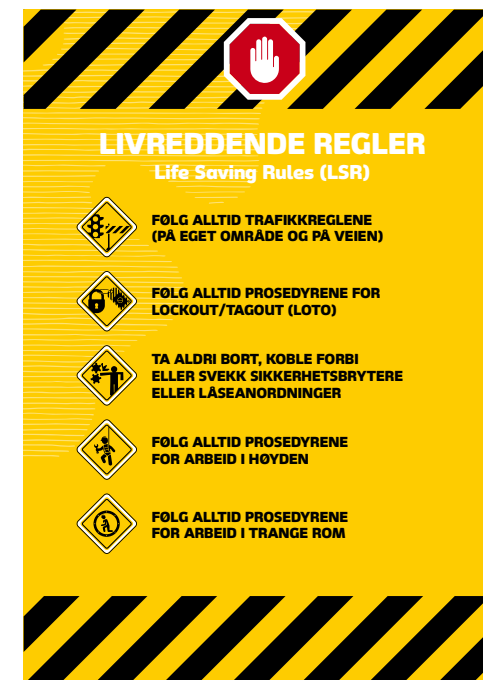 LIVREDDENDE REGLER
Life Saving Rules (LSR)
FØLG ALLTID TRAFIKKREGLENE
(PÅ EGET OMRÅDE OG PÅ VEIEN)
FØLG ALLTID PROSEDYRENE FOR
LOCKOUT/TAGOUT (LOTO)
TA ALDRI BORT, KOBLE FORBI
ELLER SVEKK SIKKERHETSBRYTERE
ELLER LÅSEANORDNINGER
FØLG ALLTID PROSEDYRENE
FOR ARBEID I HØYDEN
FØLG ALLTID PROSEDYRENE
FOR ARBEID I TRANGE ROM